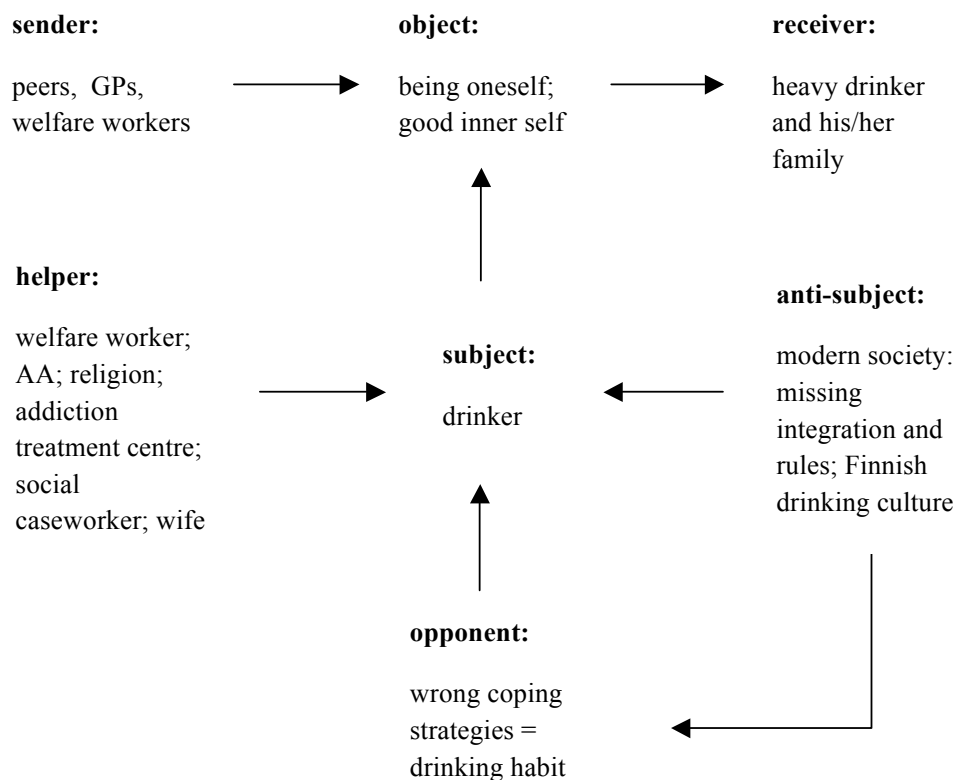 sender:
peers, GPs,
welfare workers
object:
being oneself;
good inner self
receiver:
heavy drinker
and his/her
family
helper:
welfare worker;
AA; religion;
addiction
treatment centre;
social
caseworker; wife
subject:
drinker
anti-subject:
modern society:
missing
integration and
rules; Finnish
drinking culture
opponent:
wrong coping
strategies =
drinking habit